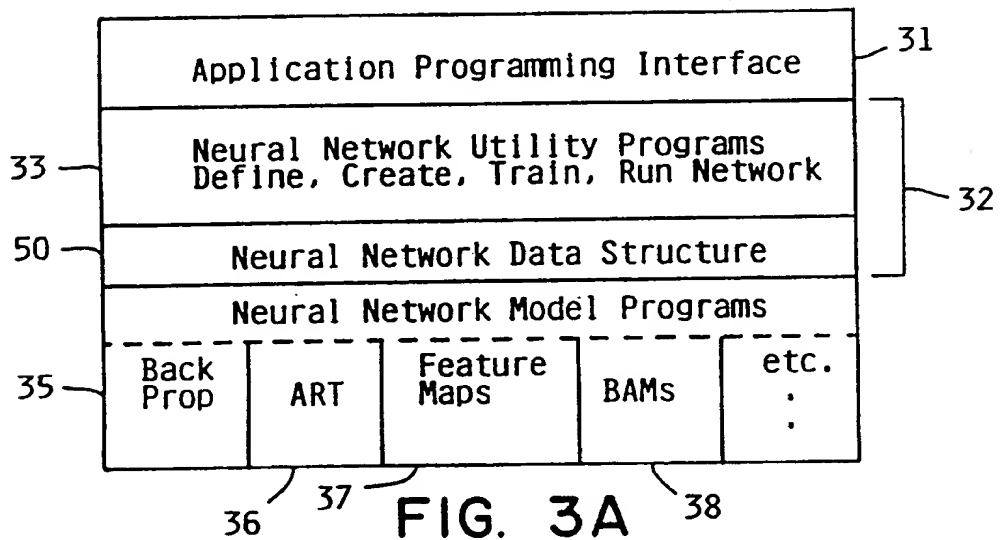 Application Programming Interface
31
Neural Network Utility Programs
Define, Create, Train, Run Network
33
32
50
Neural Network Data Structure
Neural Network Model Programs
35
Back
Prop
ART
Feature
Maps
BAMs
etc.
.
.
36
37
38
FIG. 3A